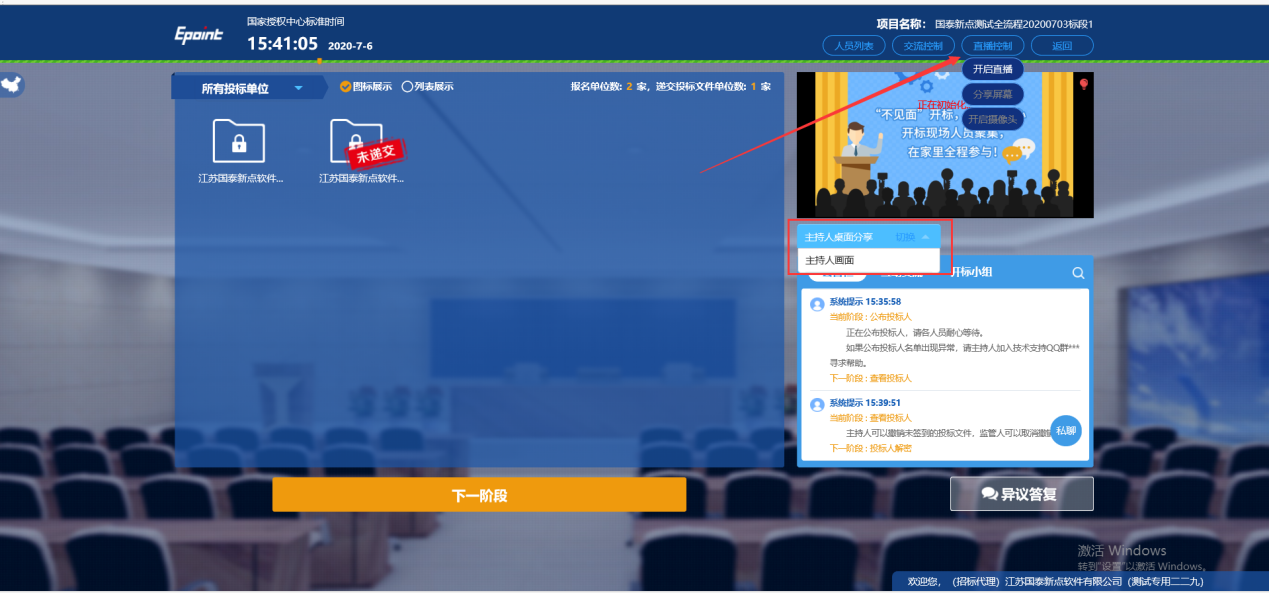 Epoint
国家授权中心标准时间
15:41:05 2020-7-6
项目名称： 国泰新点测试全流程20200703标段1
人员列表 交流控制 直播控制 返回
开启直播
分享屏幕
开启摄像头
所有投标单位
图标展示 列表展示
报名单位数: 2 家，递交投标文件单位数: 1 家
未递交
江苏国泰新点软件...
江苏国泰新点软件...
正在初始化
“不见面”开标，
开标现场人员聚集，
在家里全程参与！
主持人桌面分享 切换
主持人画面
开标小组
系统提示 15:35:58
当前阶段 : 公布投标人
正在公布投标人，请各人员耐心等待。
如果公布投标人名单出现异常，请主持人加入技术支持QQ群***
寻求帮助。
下一阶段 : 查看投标人
系统提示 15:39:51
当前阶段 : 查看投标人
主持人可以撤销未签到的投标文件，监管人可以取消撤销
下一阶段 : 投标人解密
私聊
下一阶段
异议答复
激活 Windows
转到"设置"以激活 Windows。
欢迎您，(招标代理) 江苏国泰新点软件有限公司 (测试专用二二九)